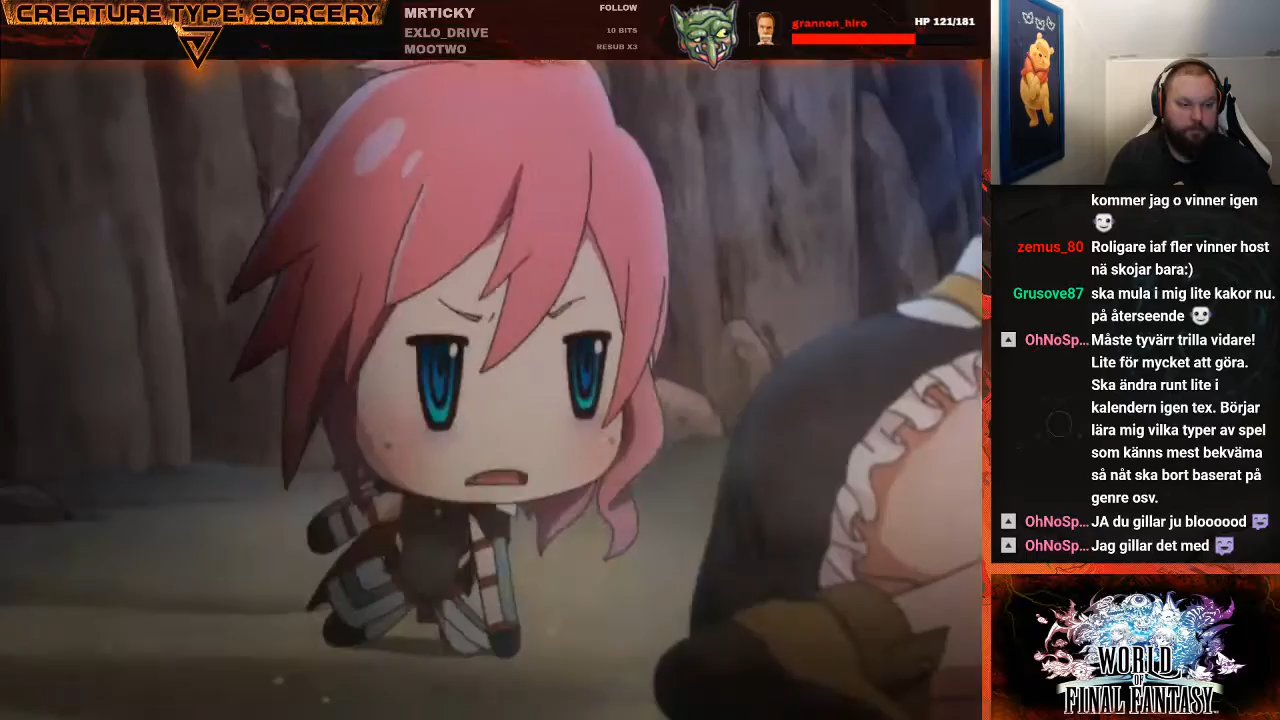 CREATURE TYPE: SORCERY
MRTICKY FOLLOW
EXLO_DRIVE 10 BITS
MOOTWO RESUB X3
grannon_hiro HP 121/181
kommer jag o vinner igen
zemus_80 Roligare iaf fler vinner host
nä skojar bara:)
Grusove87 ska mula i mig lite kakor nu.
på återseende
OhNoSp... Måste tyvärr trilla vidare!
Lite för mycket att göra.
Ska ändra runt lite i
kalendern igen tex. Börjar
lära mig vilka typer av spel
som känns mest bekväma
så nåt ska bort baserat på
genre osv.
OhNoSp... JA du gillar ju bloooood
OhNoSp... Jag gillar det med
WORLD
OF
FINAL FANTASY